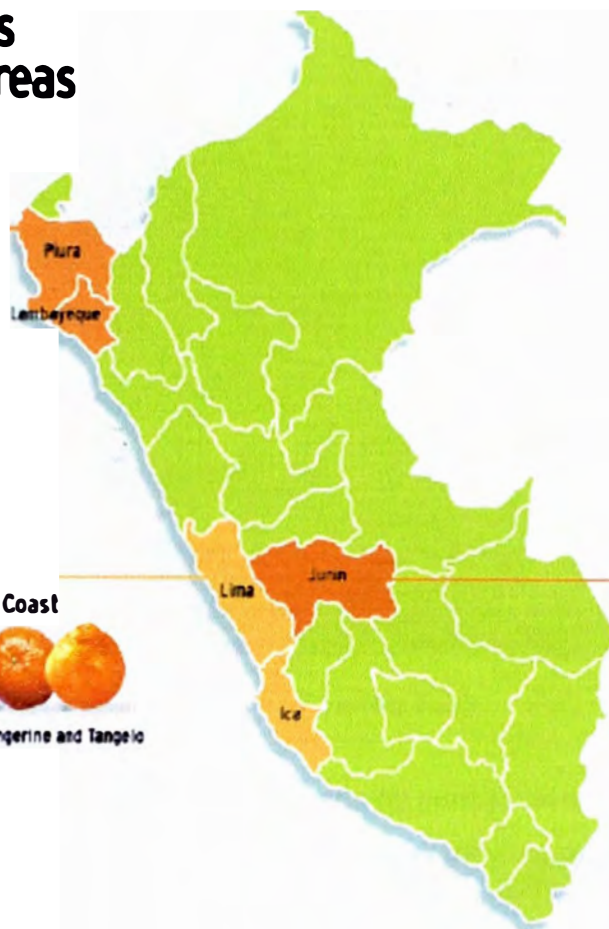 s
reas
Piura
Lambayeque
Junin
Lima
Coast
Ica
ngerine and Tangelo